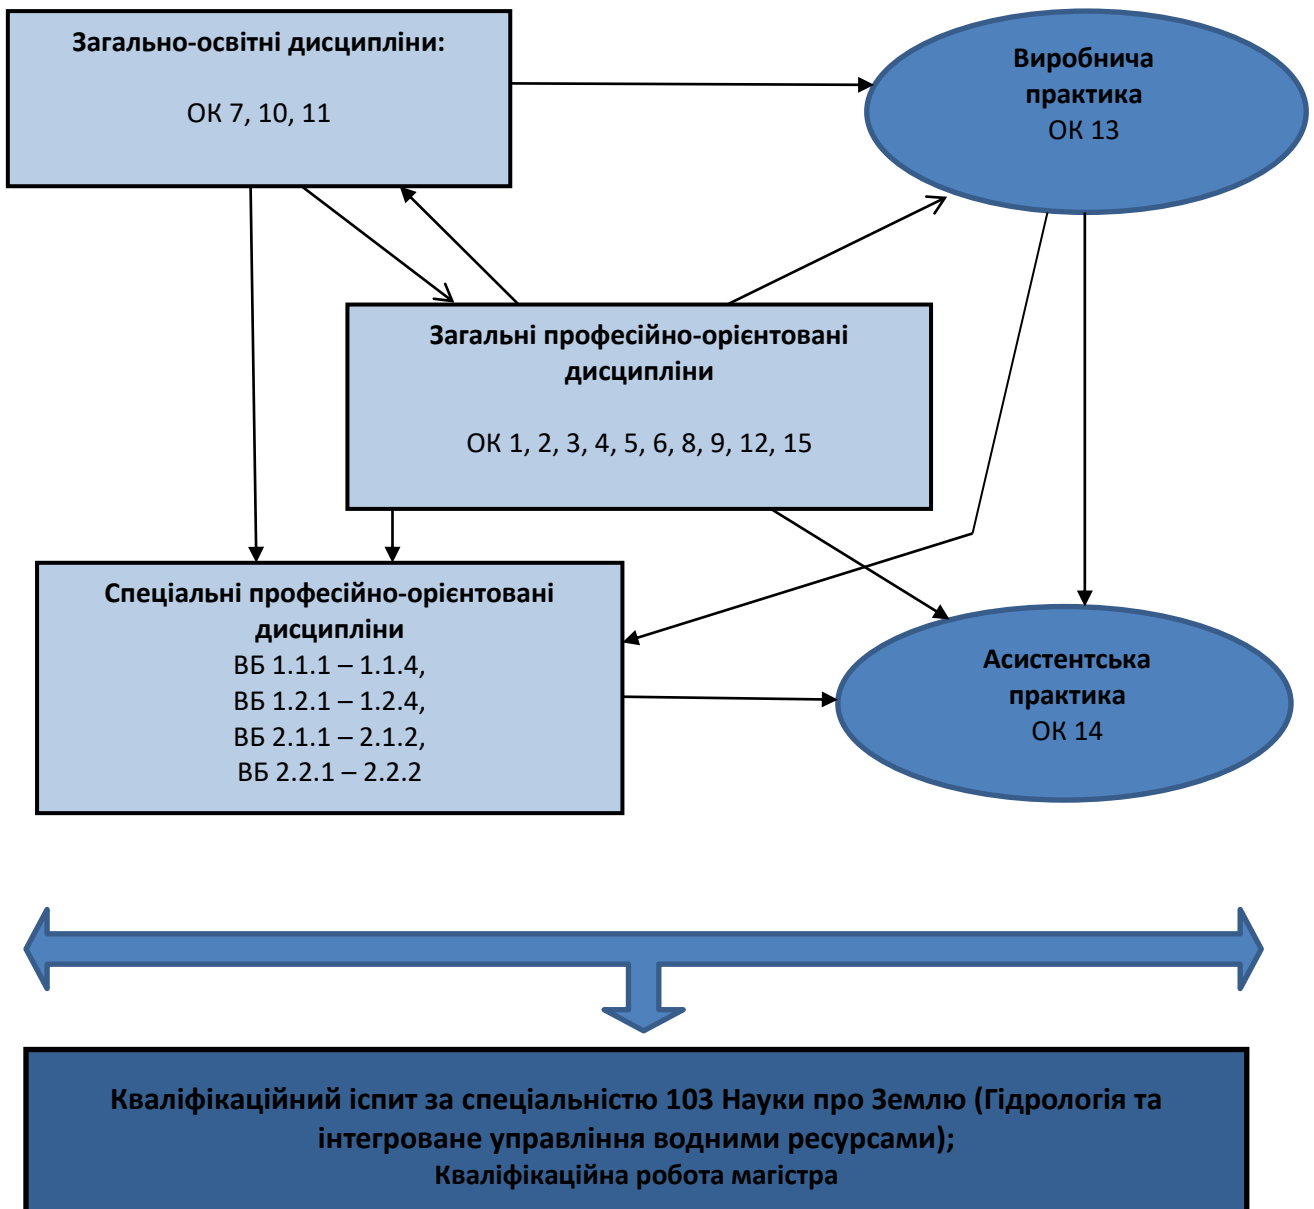 Загально-освітні дисципліни:
ОК 7, 10, 11
Виробнича
практика
ОК 13
Загальні професійно-орієнтовані
дисципліни
ОК 1, 2, 3, 4, 5, 6, 8, 9, 12, 15
Спеціальні професійно-орієнтовані
дисципліни
ВБ 1.1.1 – 1.1.4,
ВБ 1.2.1 – 1.2.4,
ВБ 2.1.1 – 2.1.2,
ВБ 2.2.1 – 2.2.2
Асистентська
практика
ОК 14
Кваліфікаційний іспит за спеціальністю 103 Науки про Землю (Гідрологія та
інтегроване управління водними ресурсами);
Кваліфікаційна робота магістра